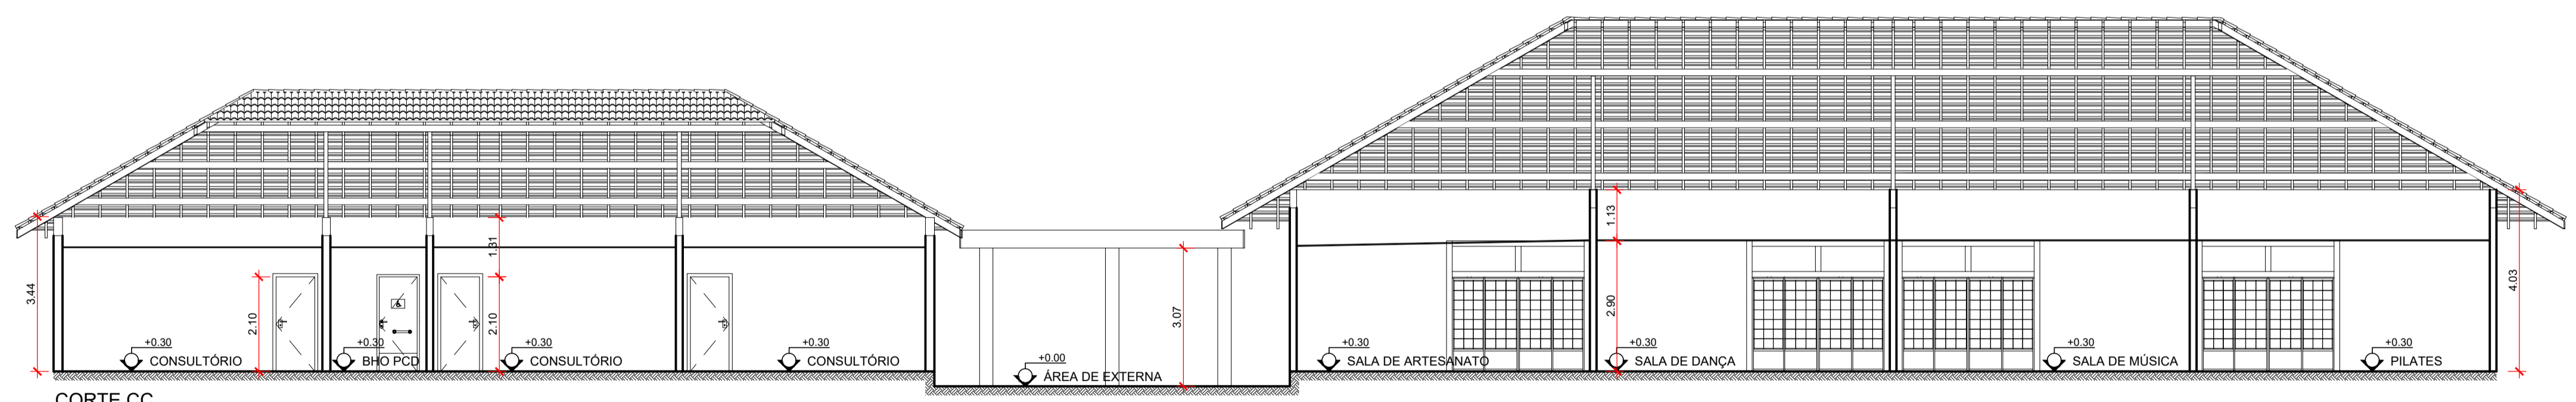 3.44
2.10
1.31
2.10
3.07
1.13
2.90
4.03
+0.30
CONSULTÓRIO
+0.30
BHO PCD
+0.30
CONSULTÓRIO
+0.30
CONSULTÓRIO
+0.00
ÁREA DE EXTERNA
+0.30
SALA DE ARTESANATO
+0.30
SALA DE DANÇA
+0.30
SALA DE MÚSICA
+0.30
PILATES
CORTE CC